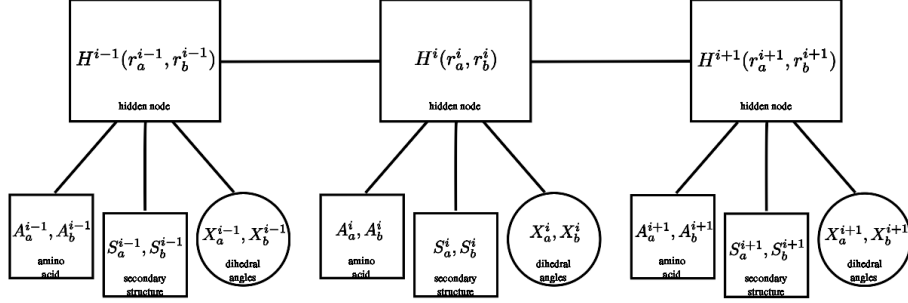 H^{i-1}(r_a^{i-1}, r_b^{i-1})
hidden node
H^i(r_a^i, r_b^i)
hidden node
H^{i+1}(r_a^{i+1}, r_b^{i+1})
hidden node
A_a^{i-1}, A_b^{i-1}
amino
acid
S_a^{i-1}, S_b^{i-1}
secondary
structure
X_a^{i-1}, X_b^{i-1}
dihedral
angles
A_a^i, A_b^i
amino
acid
S_a^i, S_b^i
secondary
structure
X_a^i, X_b^i
dihedral
angles
A_a^{i+1}, A_b^{i+1}
amino
acid
S_a^{i+1}, S_b^{i+1}
secondary
structure
X_a^{i+1}, X_b^{i+1}
dihedral
angles